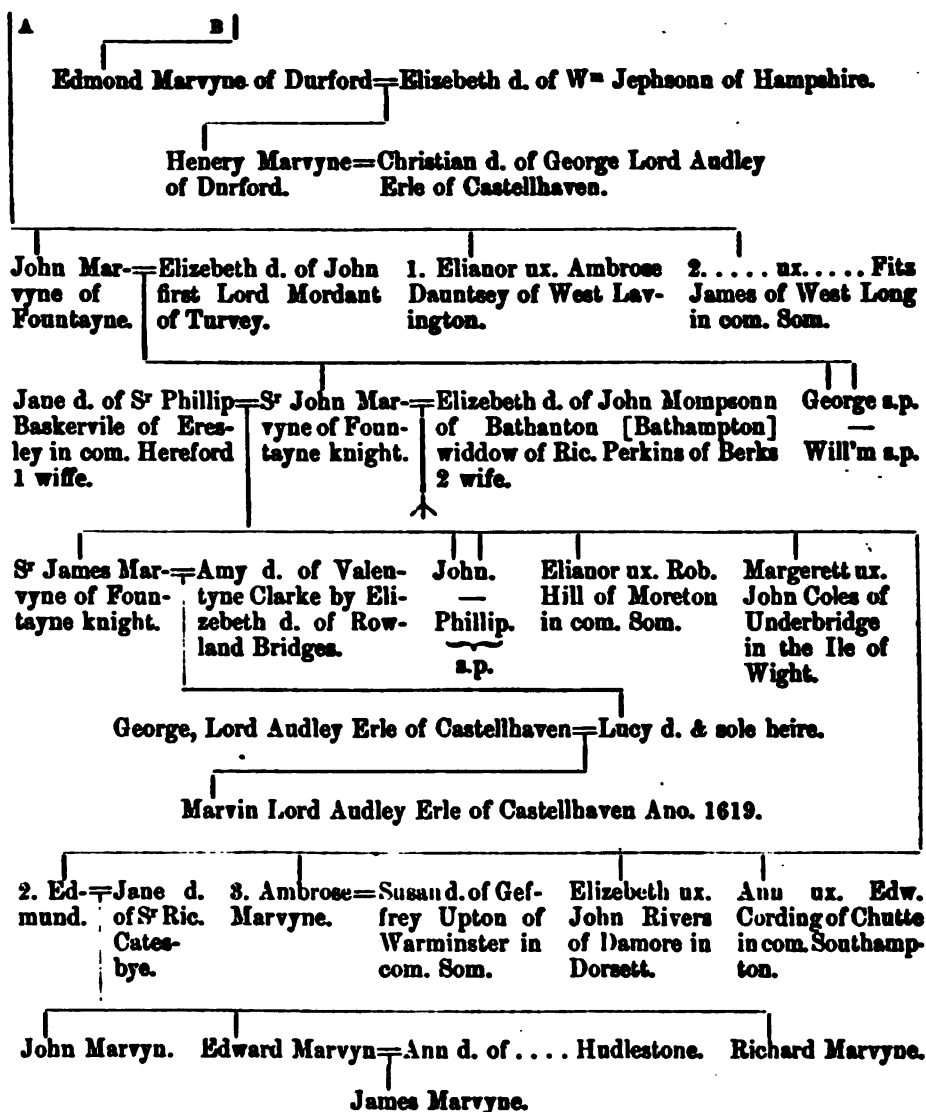 A B
Edmond Marvyne of Durford=Elizebeth d. of Wm Jephsonn of Hampshire.
Henery Marvyne=Christian d. of George Lord Audley
of Durford. Erle of Castellhaven.
John Mar-
vyne of
Fountayne.
=Elizebeth d. of John
first Lord Mordant
of Turvey.
1. Elianor ux. Ambrose
Dauntsey of West Lav-
ington.
2. . . . . . ux. . . . . Fits
James of West Long
in com. Som.
Jane d. of Sr Phillip
Baskervile of Eres-
ley in com. Hereford
1 wiffe.
=Sr John Mar-
vyne of Foun-
tayne knight.
=Elizebeth d. of John Mompsonn
of Bathanton [Bathampton]
widdow of Ric. Perkins of Berks
2 wife.
George s.p.
—
Will'm s.p.
Sr James Mar-
vyne of Foun-
tayne knight.
=Amy d. of Valen-
tyne Clarke by Eli-
zebeth d. of Row-
land Bridges.
John.
—
Phillip.
s.p.
Elianor ux. Rob.
Hill of Moreton
in com. Som.
Margerett ux.
John Coles of
Underbridge
in the Ile of
Wight.
George, Lord Audley Erle of Castellhaven=Lucy d. & sole heire.
Marvin Lord Audley Erle of Castellhaven Ano. 1619.
2. Ed-
mund.
=Jane d.
of Sr Ric.
Cates-
bye.
3. Ambrose
Marvyne.
=Susan d. of Gef-
frey Upton of
Warminster in
com. Som.
Elizebeth ux.
John Rivers
of Damore in
Dorsett.
Ann ux. Edw.
Cording of Chutte
in com. Southamp-
ton.
John Marvyn. Edward Marvyn=Ann d. of . . . . Hudlestone. Richard Marvyne.
James Marvyne.